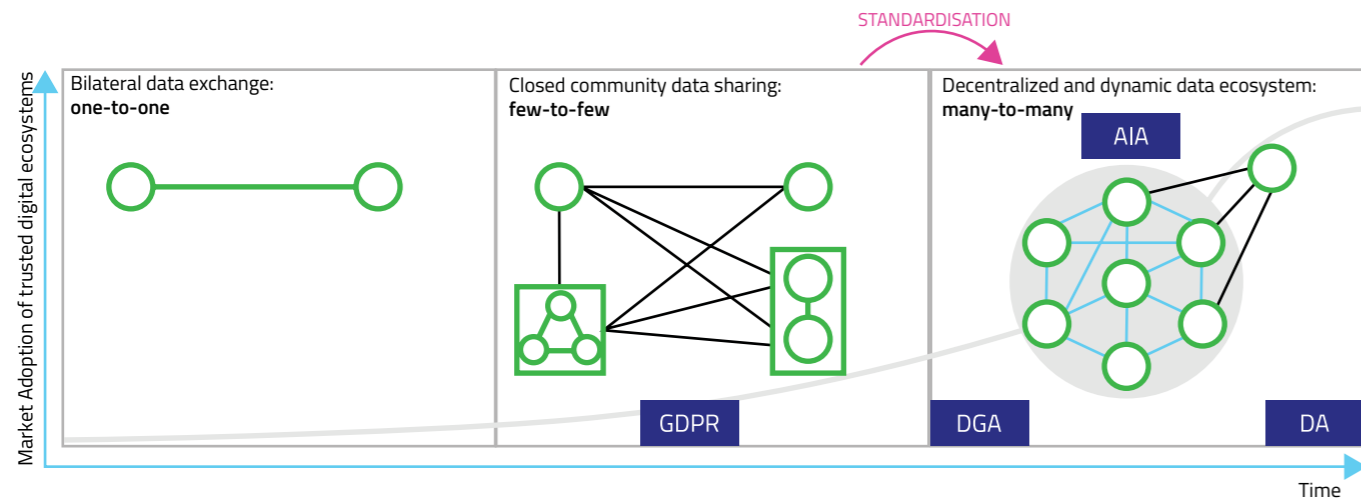 STANDARDISATION
Market Adoption of trusted digital ecosystems
Bilateral data exchange:
one-to-one
Closed community data sharing:
few-to-few
Decentralized and dynamic data ecosystem:
many-to-many
AIA
GDPR
DGA
DA
Time